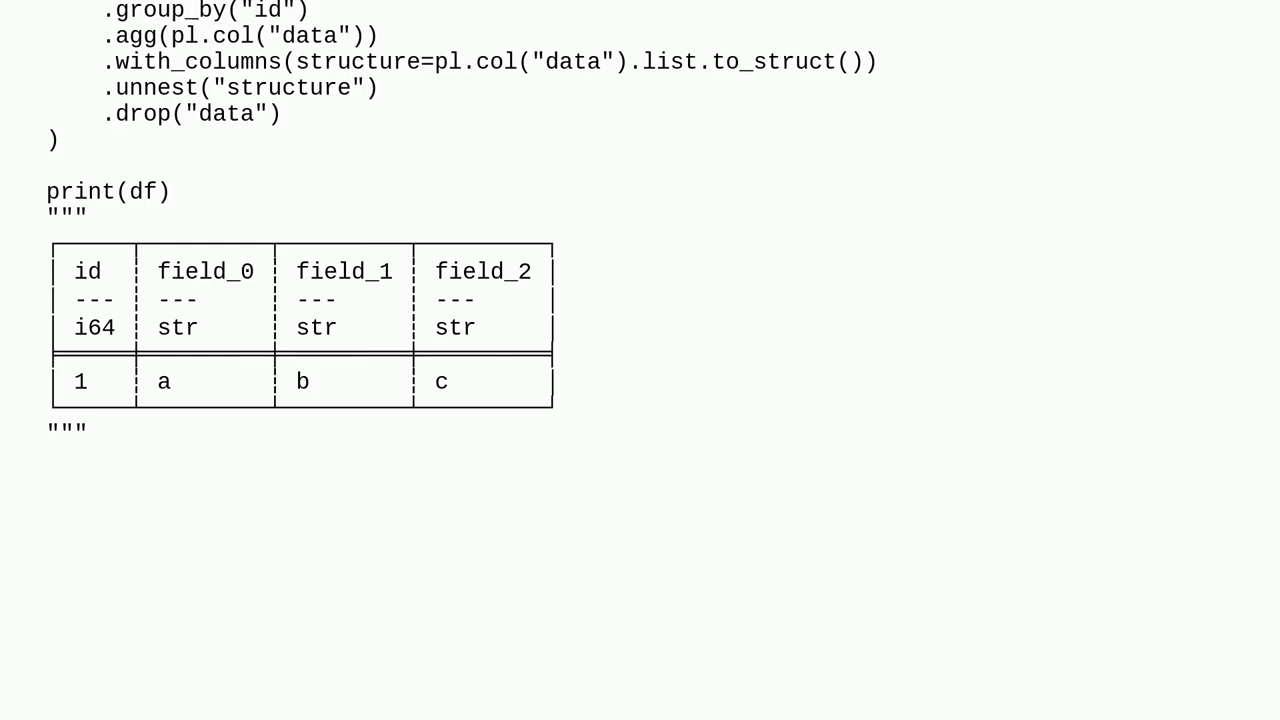 .group_by("id")
.agg(pl.col("data"))
.with_columns(structure=pl.col("data").list.to_struct())
.unnest("structure")
.drop("data")
)
print(df)
"""
id field_0 field_1 field_2
--- --- --- ---
i64 str str str
1 a b c
"""